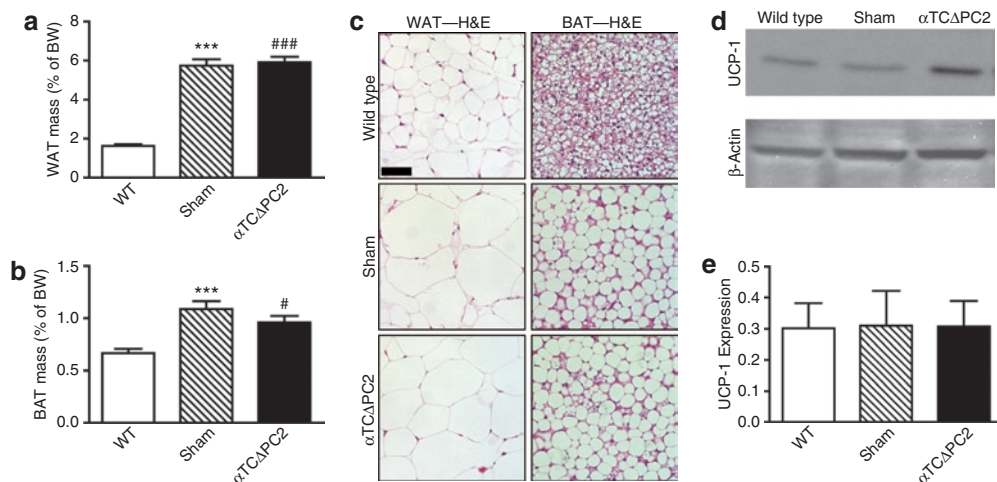 a
WAT mass (% of BW)
8
6
4
2
0
***
###
WT
Sham
αTCΔPC2
b
BAT mass (% of BW)
1.5
1.0
0.5
0.0
***
#
WT
Sham
αTCΔPC2
c
WAT—H&E
BAT—H&E
Wild type
Sham
αTCΔPC2
d
Wild type
Sham
αTCΔPC2
UCP-1
β-Actin
e
UCP-1 Expression
0.5
0.4
0.3
0.2
0.1
0.0
WT
Sham
αTCΔPC2